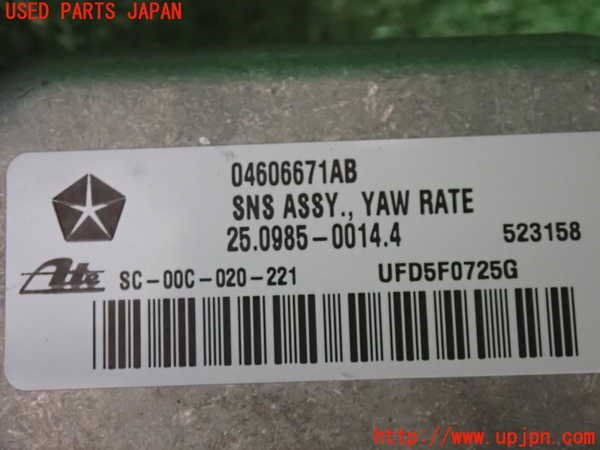 USED PARTS JAPAN
04606671AB
SNS ASSY., YAW RATE
25.0985-0014.4 523158
Ate SC-00C-020-221 UFD5F0725G
http://www.upjpn.com